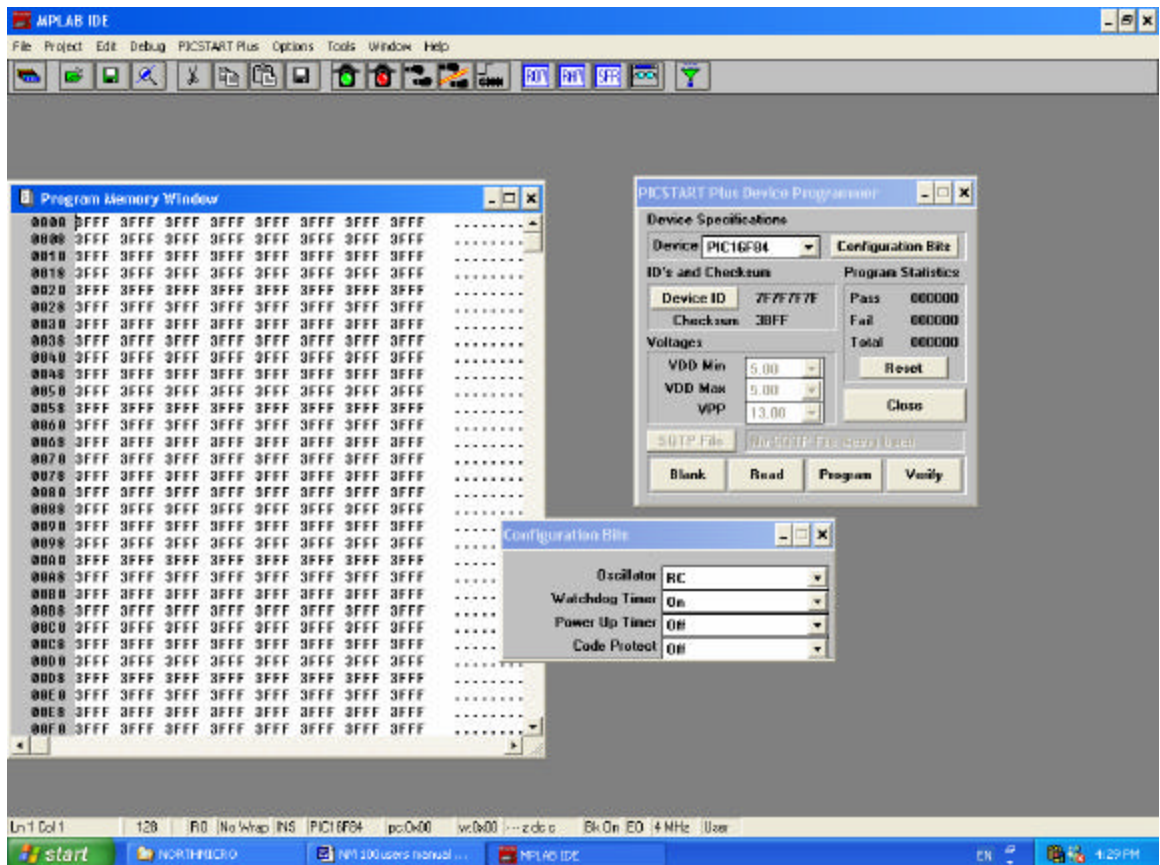 MPLAB IDE
File Project Edit Debug PICSTART Plus Options Tools Window Help
ROM RAM SFR
Program Memory Window
0000 3FFF 3FFF 3FFF 3FFF 3FFF 3FFF 3FFF 3FFF ........
0008 3FFF 3FFF 3FFF 3FFF 3FFF 3FFF 3FFF 3FFF ........
0010 3FFF 3FFF 3FFF 3FFF 3FFF 3FFF 3FFF 3FFF ........
0018 3FFF 3FFF 3FFF 3FFF 3FFF 3FFF 3FFF 3FFF ........
0020 3FFF 3FFF 3FFF 3FFF 3FFF 3FFF 3FFF 3FFF ........
0028 3FFF 3FFF 3FFF 3FFF 3FFF 3FFF 3FFF 3FFF ........
0030 3FFF 3FFF 3FFF 3FFF 3FFF 3FFF 3FFF 3FFF ........
0038 3FFF 3FFF 3FFF 3FFF 3FFF 3FFF 3FFF 3FFF ........
0040 3FFF 3FFF 3FFF 3FFF 3FFF 3FFF 3FFF 3FFF ........
0048 3FFF 3FFF 3FFF 3FFF 3FFF 3FFF 3FFF 3FFF ........
0050 3FFF 3FFF 3FFF 3FFF 3FFF 3FFF 3FFF 3FFF ........
0058 3FFF 3FFF 3FFF 3FFF 3FFF 3FFF 3FFF 3FFF ........
0060 3FFF 3FFF 3FFF 3FFF 3FFF 3FFF 3FFF 3FFF ........
0068 3FFF 3FFF 3FFF 3FFF 3FFF 3FFF 3FFF 3FFF ........
0070 3FFF 3FFF 3FFF 3FFF 3FFF 3FFF 3FFF 3FFF ........
0078 3FFF 3FFF 3FFF 3FFF 3FFF 3FFF 3FFF 3FFF ........
0080 3FFF 3FFF 3FFF 3FFF 3FFF 3FFF 3FFF 3FFF ........
0088 3FFF 3FFF 3FFF 3FFF 3FFF 3FFF 3FFF 3FFF ........
0090 3FFF 3FFF 3FFF 3FFF 3FFF 3FFF 3FFF 3FFF .....
0098 3FFF 3FFF 3FFF 3FFF 3FFF 3FFF 3FFF 3FFF .....
00A0 3FFF 3FFF 3FFF 3FFF 3FFF 3FFF 3FFF 3FFF .....
00A8 3FFF 3FFF 3FFF 3FFF 3FFF 3FFF 3FFF 3FFF .....
00B0 3FFF 3FFF 3FFF 3FFF 3FFF 3FFF 3FFF 3FFF .....
00B8 3FFF 3FFF 3FFF 3FFF 3FFF 3FFF 3FFF 3FFF .....
00C0 3FFF 3FFF 3FFF 3FFF 3FFF 3FFF 3FFF 3FFF .....
00C8 3FFF 3FFF 3FFF 3FFF 3FFF 3FFF 3FFF 3FFF .....
00D0 3FFF 3FFF 3FFF 3FFF 3FFF 3FFF 3FFF 3FFF ........
00D8 3FFF 3FFF 3FFF 3FFF 3FFF 3FFF 3FFF 3FFF ........
00E0 3FFF 3FFF 3FFF 3FFF 3FFF 3FFF 3FFF 3FFF ........
00E8 3FFF 3FFF 3FFF 3FFF 3FFF 3FFF 3FFF 3FFF ........
00F0 3FFF 3FFF 3FFF 3FFF 3FFF 3FFF 3FFF 3FFF ........
PICSTART Plus Device Programmer
Device Specifications
Device PIC16F84 Configuration Bits
ID's and Checksum Program Statistics
Device ID 7F7F7F7F Pass 000000
Checksum 3BFF Fail 000000
Voltages Total 000000
VDD Min 5.00 Reset
VDD Max 5.00
VPP 13.00 Close
SQTP File No SQTP File
Blank Read Program Verify
Configuration Bits
Oscillator RC
Watchdog Timer On
Power Up Timer Off
Code Protect Off
Ln 1 Col 1 128 RO No Wrap INS PIC16F84 pc:0x00 w:0x00 --- z dc c Bk On EO 4 MHz User
start NORTHMICRO NM 100 users manual ... MPLAB IDE EN 4:29 PM